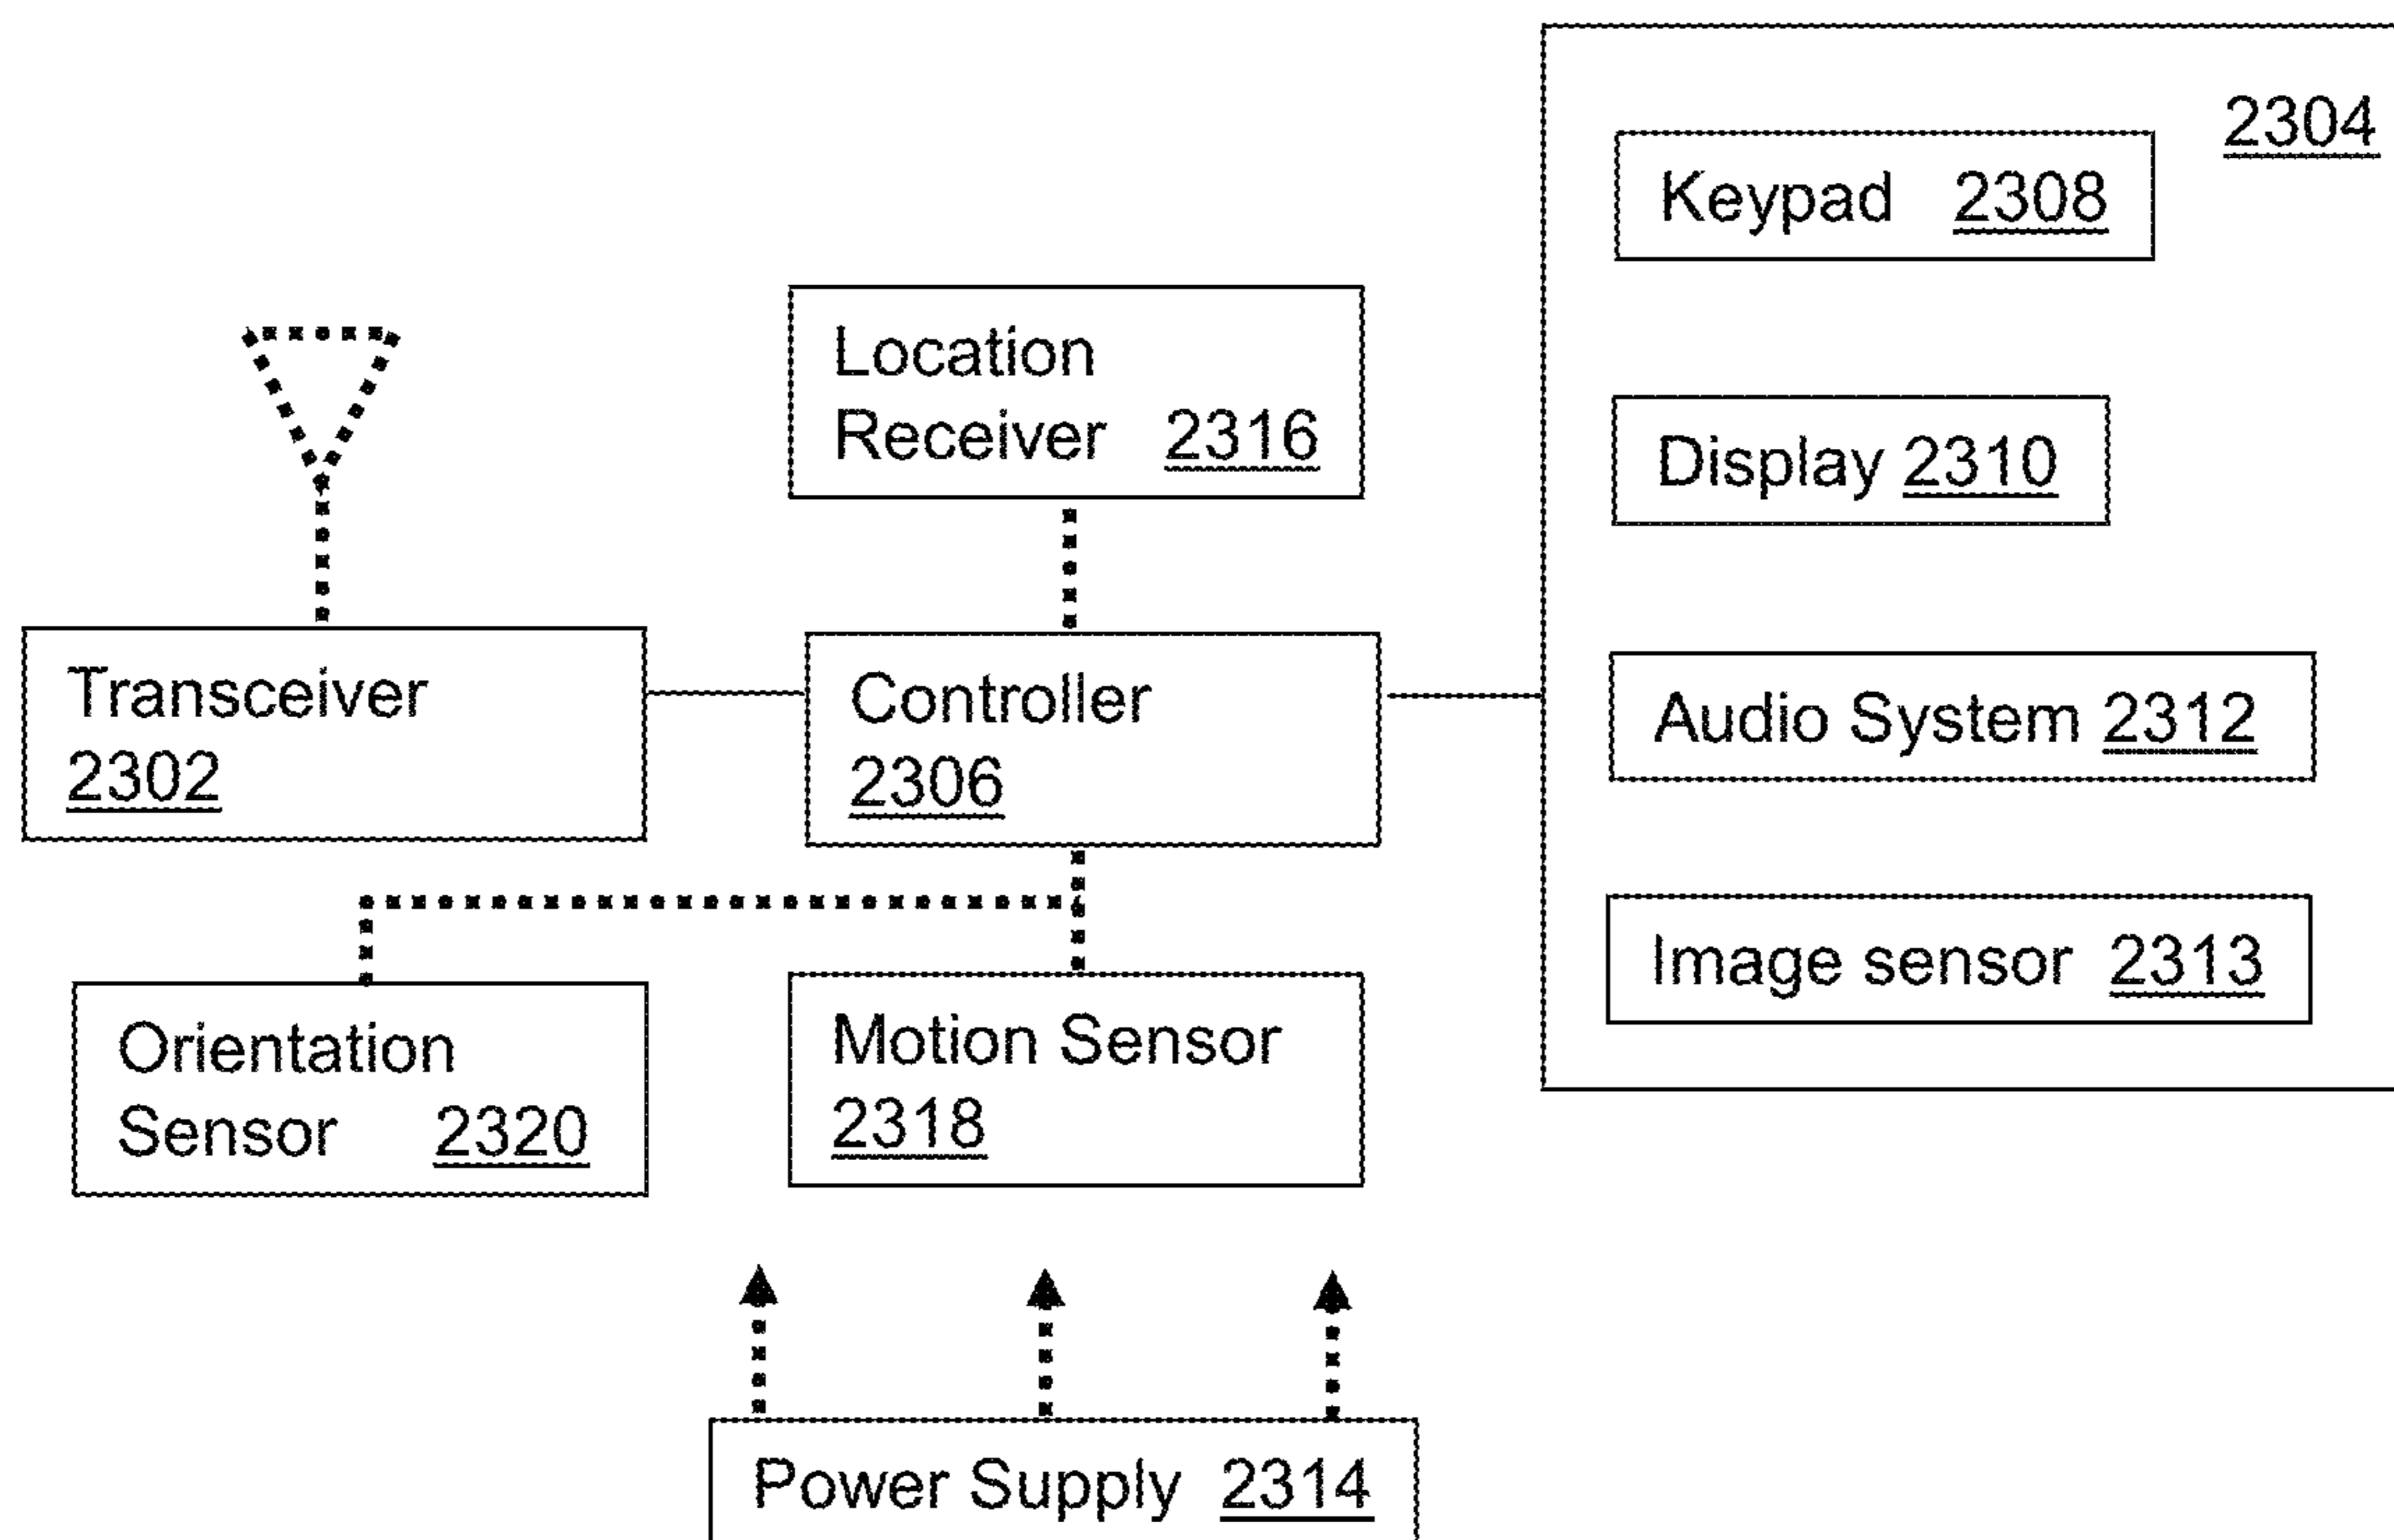 2304
Keypad 2308
Location
Receiver 2316
Display 2310
Transceiver
2302
Controller
2306
Audio System 2312
Image sensor 2313
Orientation
Sensor 2320
Motion Sensor
2318
Power Supply 2314